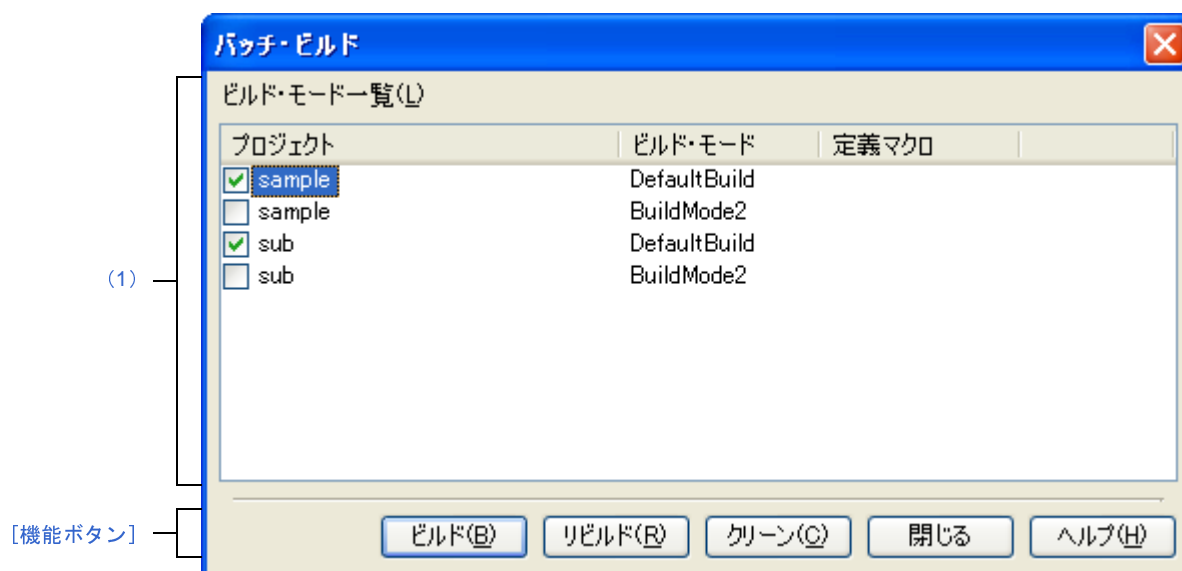 バッチ・ビルド
ビルド・モード一覧(L)
プロジェクト ビルド・モード 定義マクロ
sample DefaultBuild
sample BuildMode2
sub DefaultBuild
sub BuildMode2
(1)
[機能ボタン]
ビルド(B) リビルド(R) クリーン(C) 閉じる ヘルプ(H)